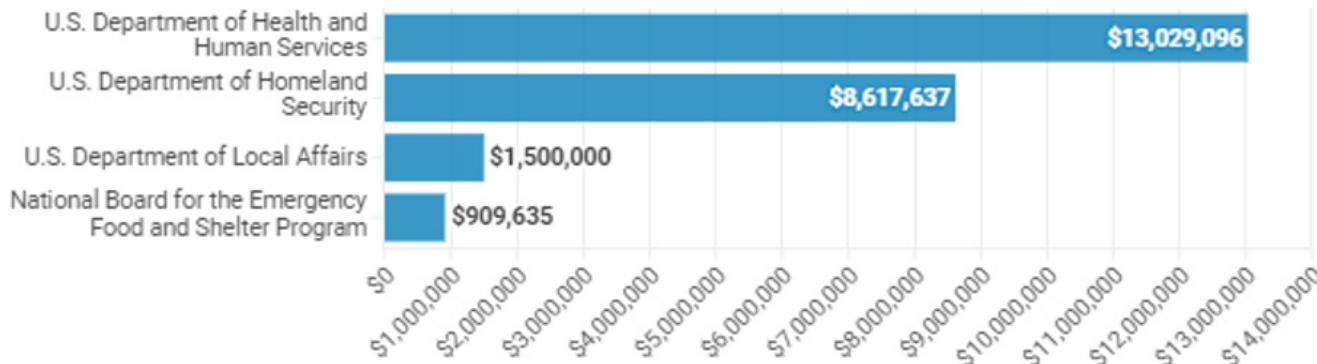 U.S. Department of Health and
Human Services
$13,029,096
U.S. Department of Homeland
Security
$8,617,637
U.S. Department of Local Affairs
$1,500,000
National Board for the Emergency
Food and Shelter Program
$909,635
$0
$1,000,000
$2,000,000
$3,000,000
$4,000,000
$5,000,000
$6,000,000
$7,000,000
$8,000,000
$9,000,000
$10,000,000
$11,000,000
$12,000,000
$13,000,000
$14,000,000